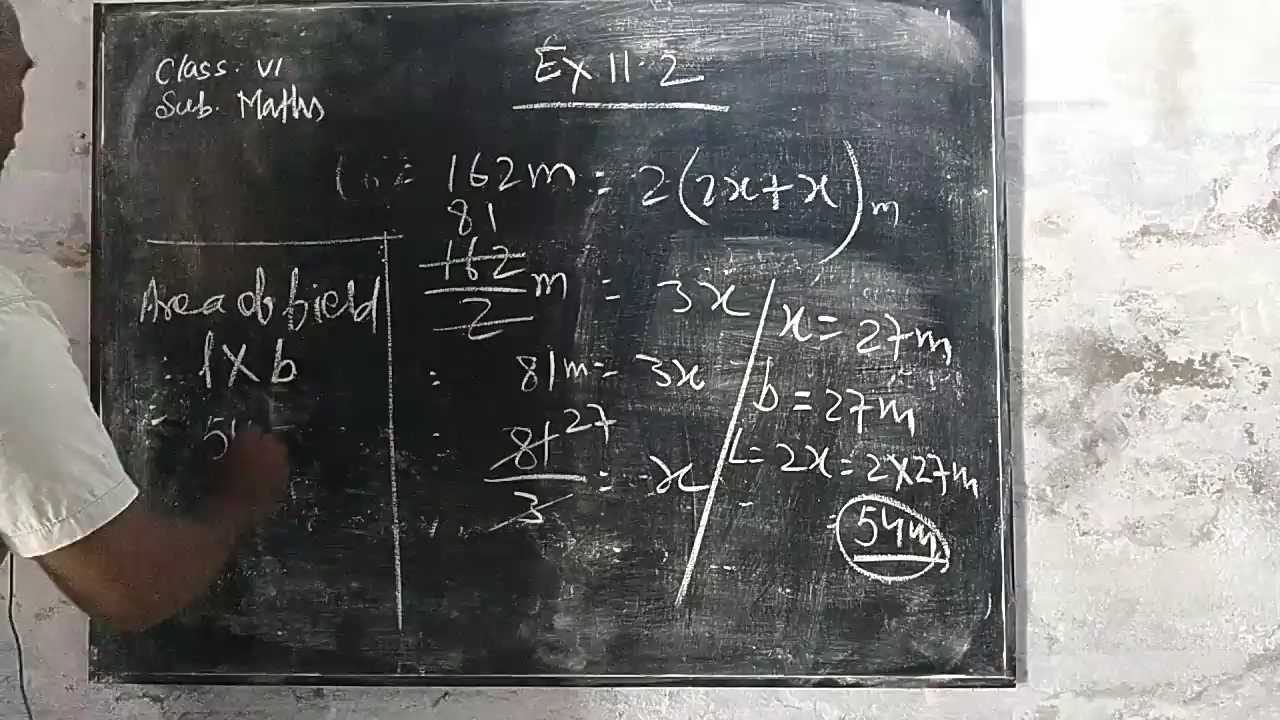 Class: VI
Sub. Maths
Ex 11.2
162m = 2(2x+x)m
81
162/2 m = 3x
: 81m = 3x
81 27
/3 = x
x = 27m
b = 27m
L = 2x = 2x27m
54m
Area of field
: l X b
=